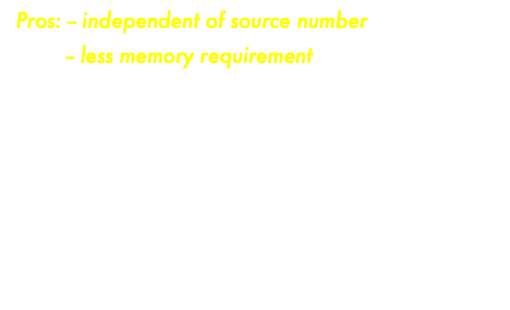 Pros: – independent of source number
– less memory requirement